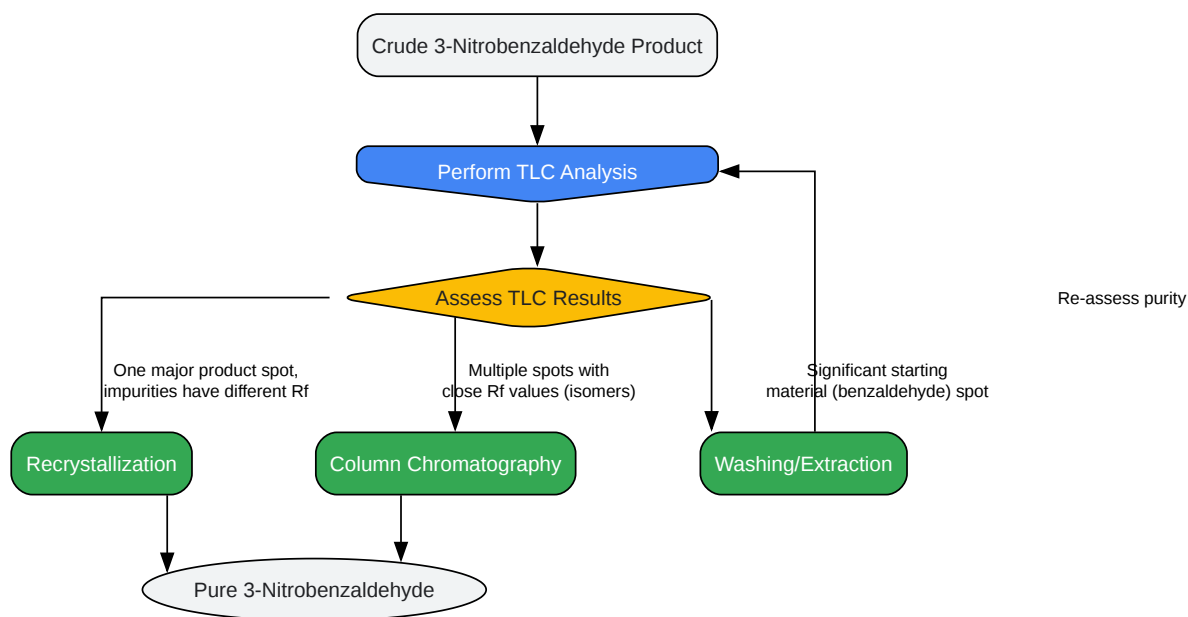 Crude 3-Nitrobenzaldehyde Product
Perform TLC Analysis
Assess TLC Results
Re-assess purity
One major product spot,
impurities have different Rf
Multiple spots with
close Rf values (isomers)
Significant starting
material (benzaldehyde) spot
Recrystallization
Column Chromatography
Washing/Extraction
Pure 3-Nitrobenzaldehyde